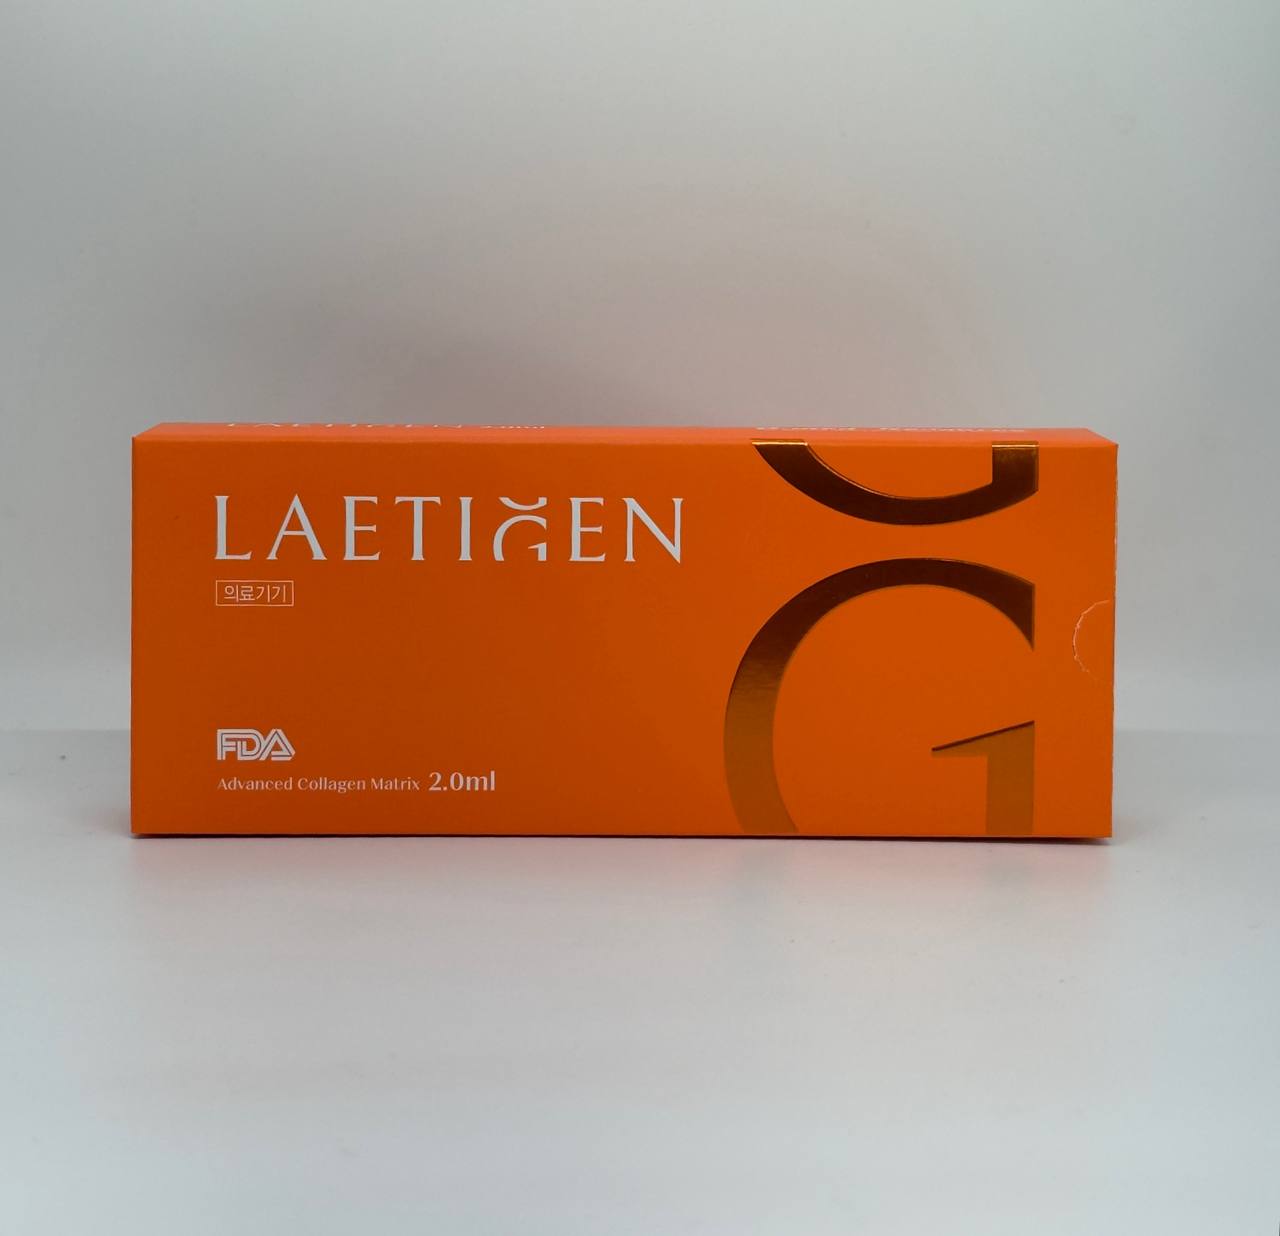 LAETIGEN
의료기기
FDA
Advanced Collagen Matrix 2.0ml